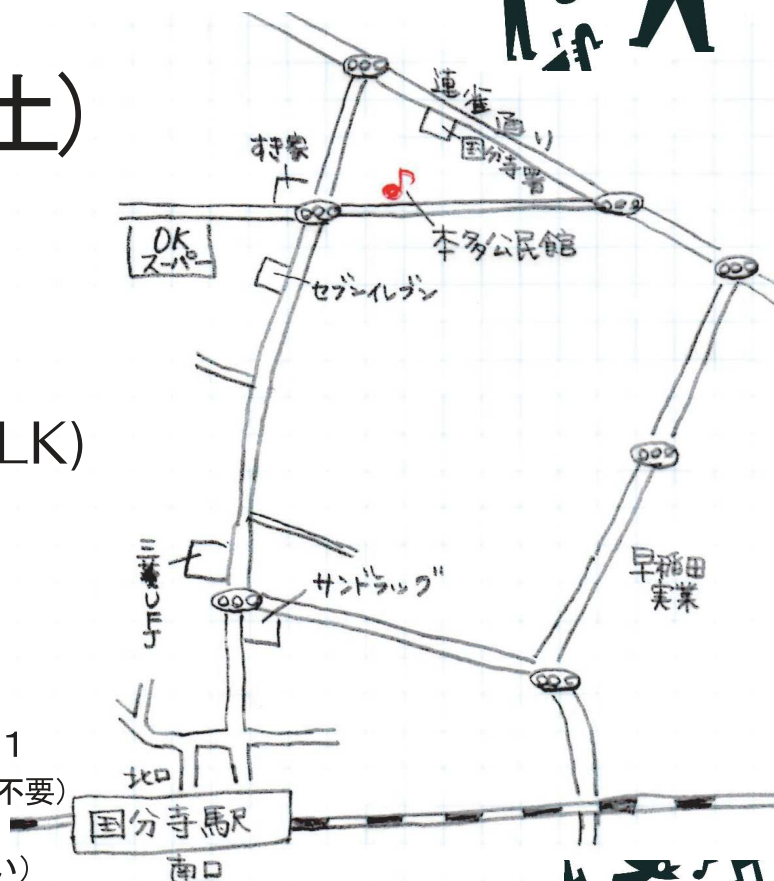 土)
連雀通り
すき家
国分寺署
本多公民館
OK
スーパー
セブンイレブン
LK)
三菱UFJ
サンドラッグ
早稲田
実業
1
不要)
北口
国分寺駅
い)
南口